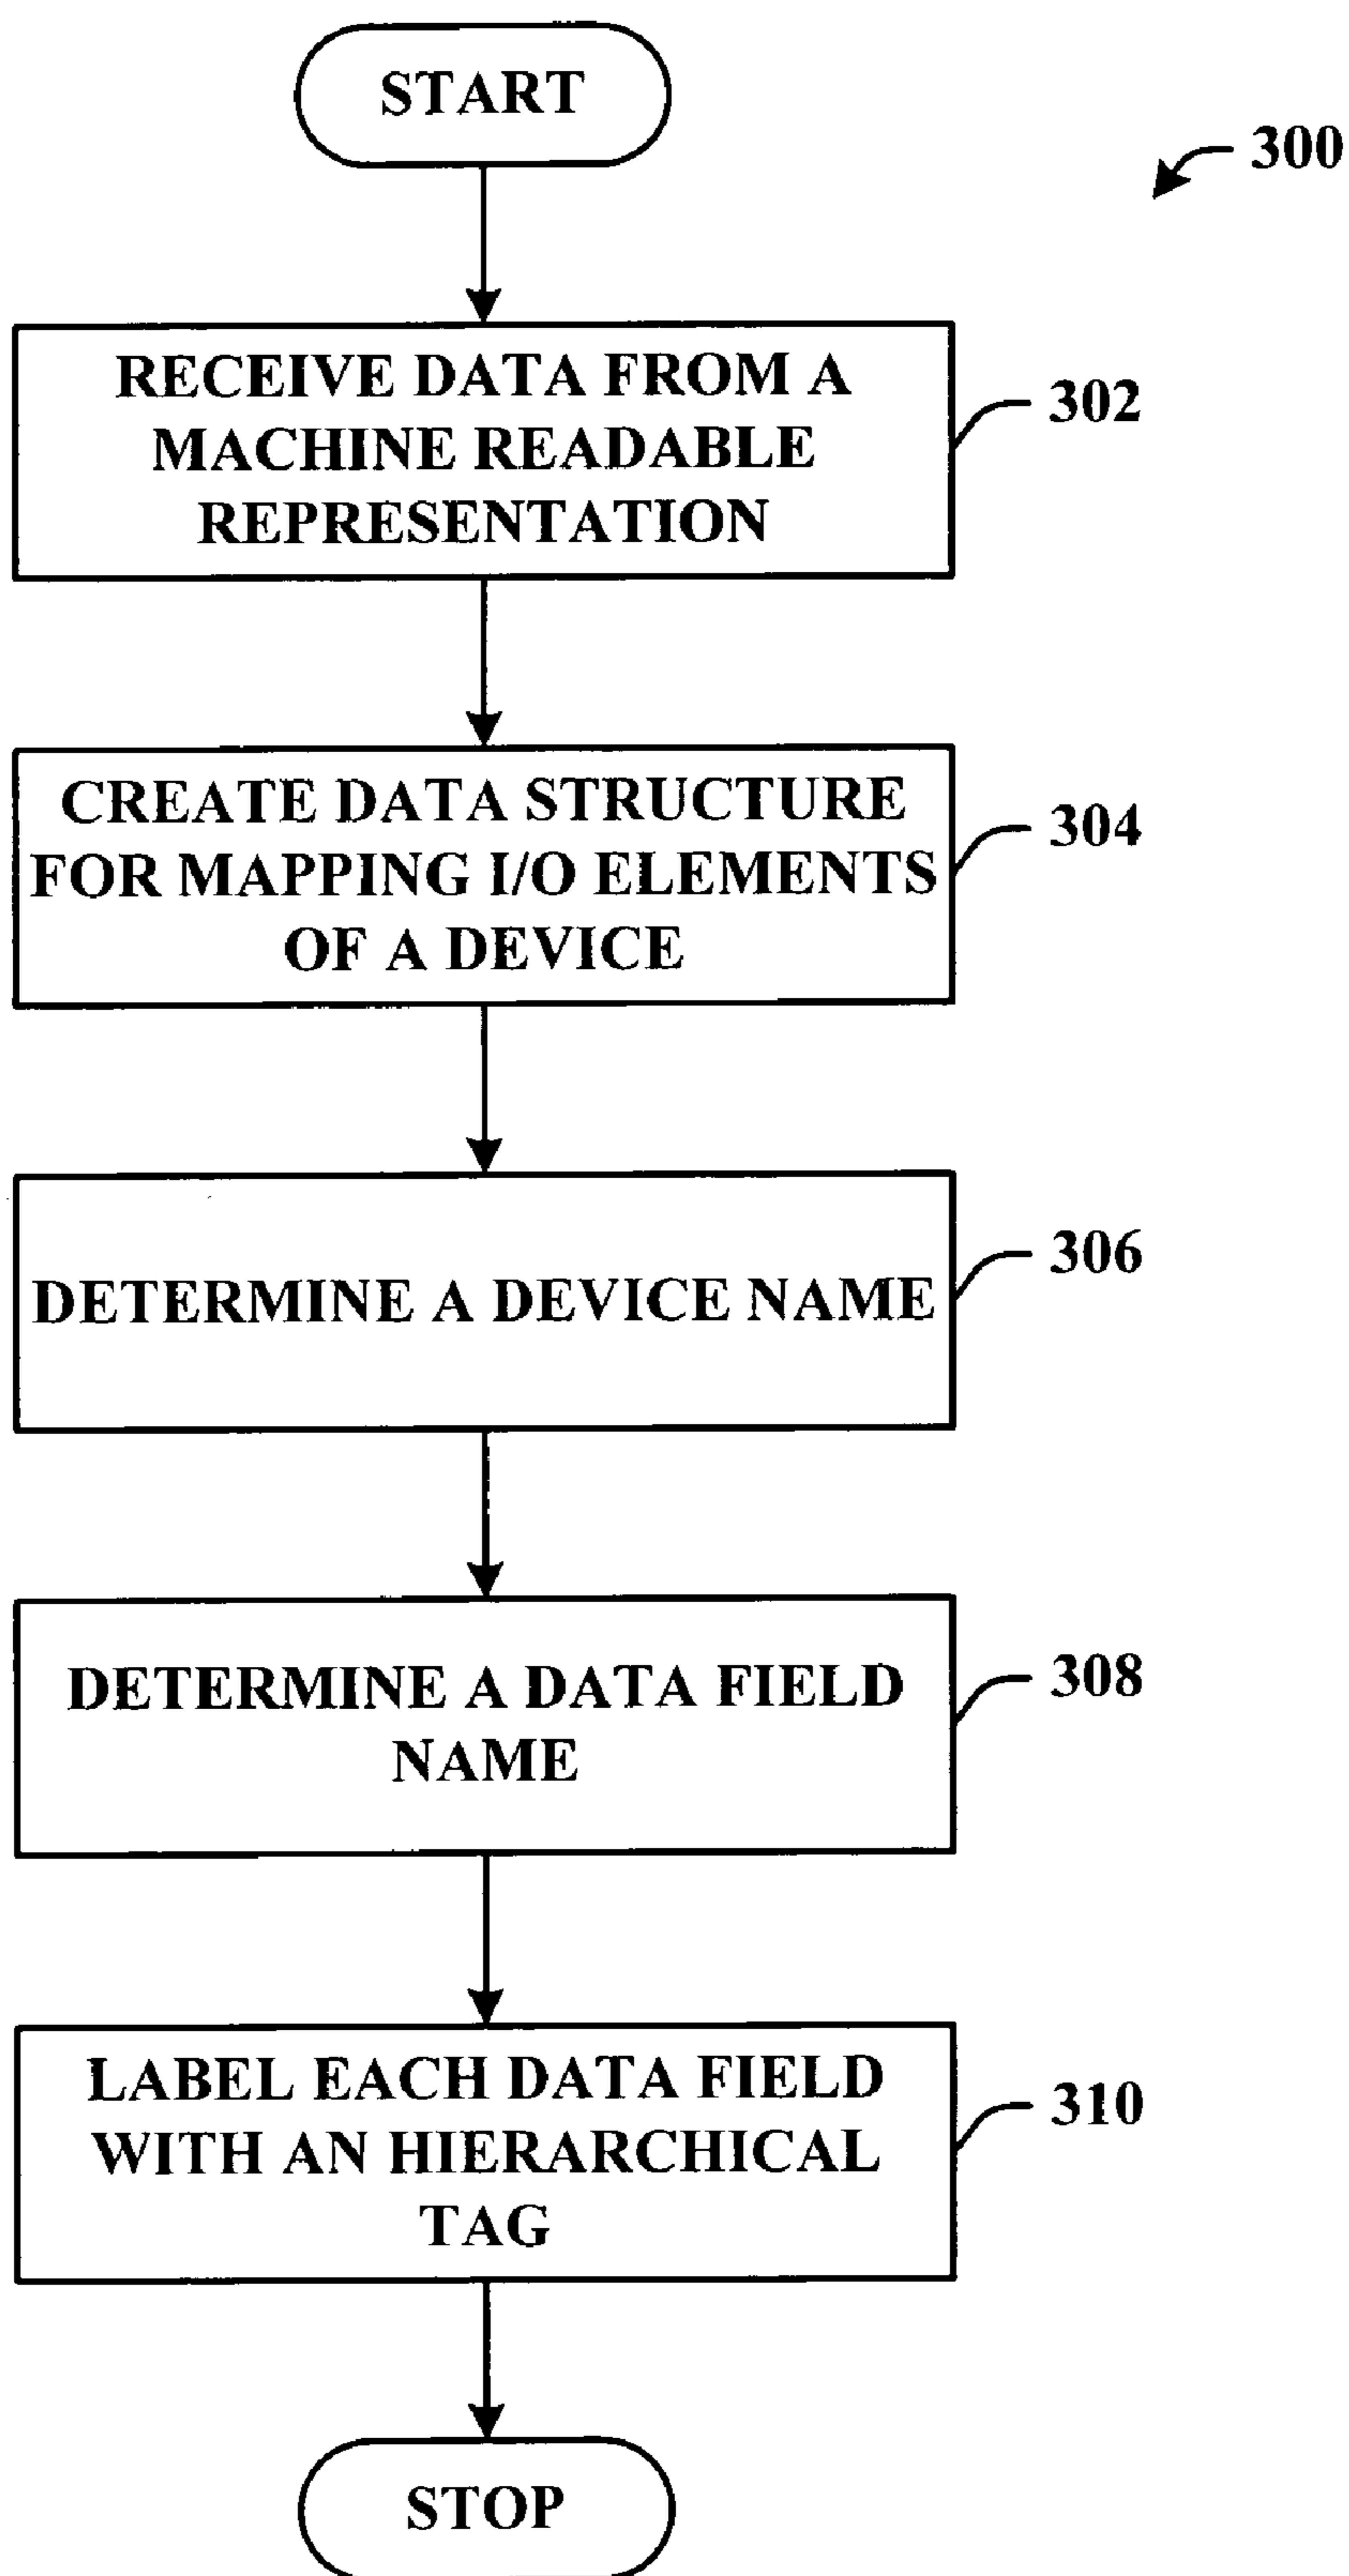 START
300
RECEIVE DATA FROM A
MACHINE READABLE
REPRESENTATION
302
CREATE DATA STRUCTURE
FOR MAPPING I/O ELEMENTS
OF A DEVICE
304
DETERMINE A DEVICE NAME
306
DETERMINE A DATA FIELD
NAME
308
LABEL EACH DATA FIELD
WITH AN HIERARCHICAL
TAG
310
STOP